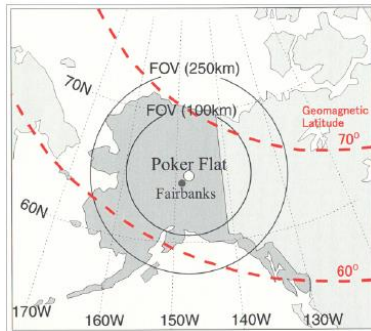 70N
FOV (250km)
FOV (100km)
Geomagnetic
Latitude
70°
Poker Flat
Fairbanks
60N
60°
170W
160W
150W
140W
130W